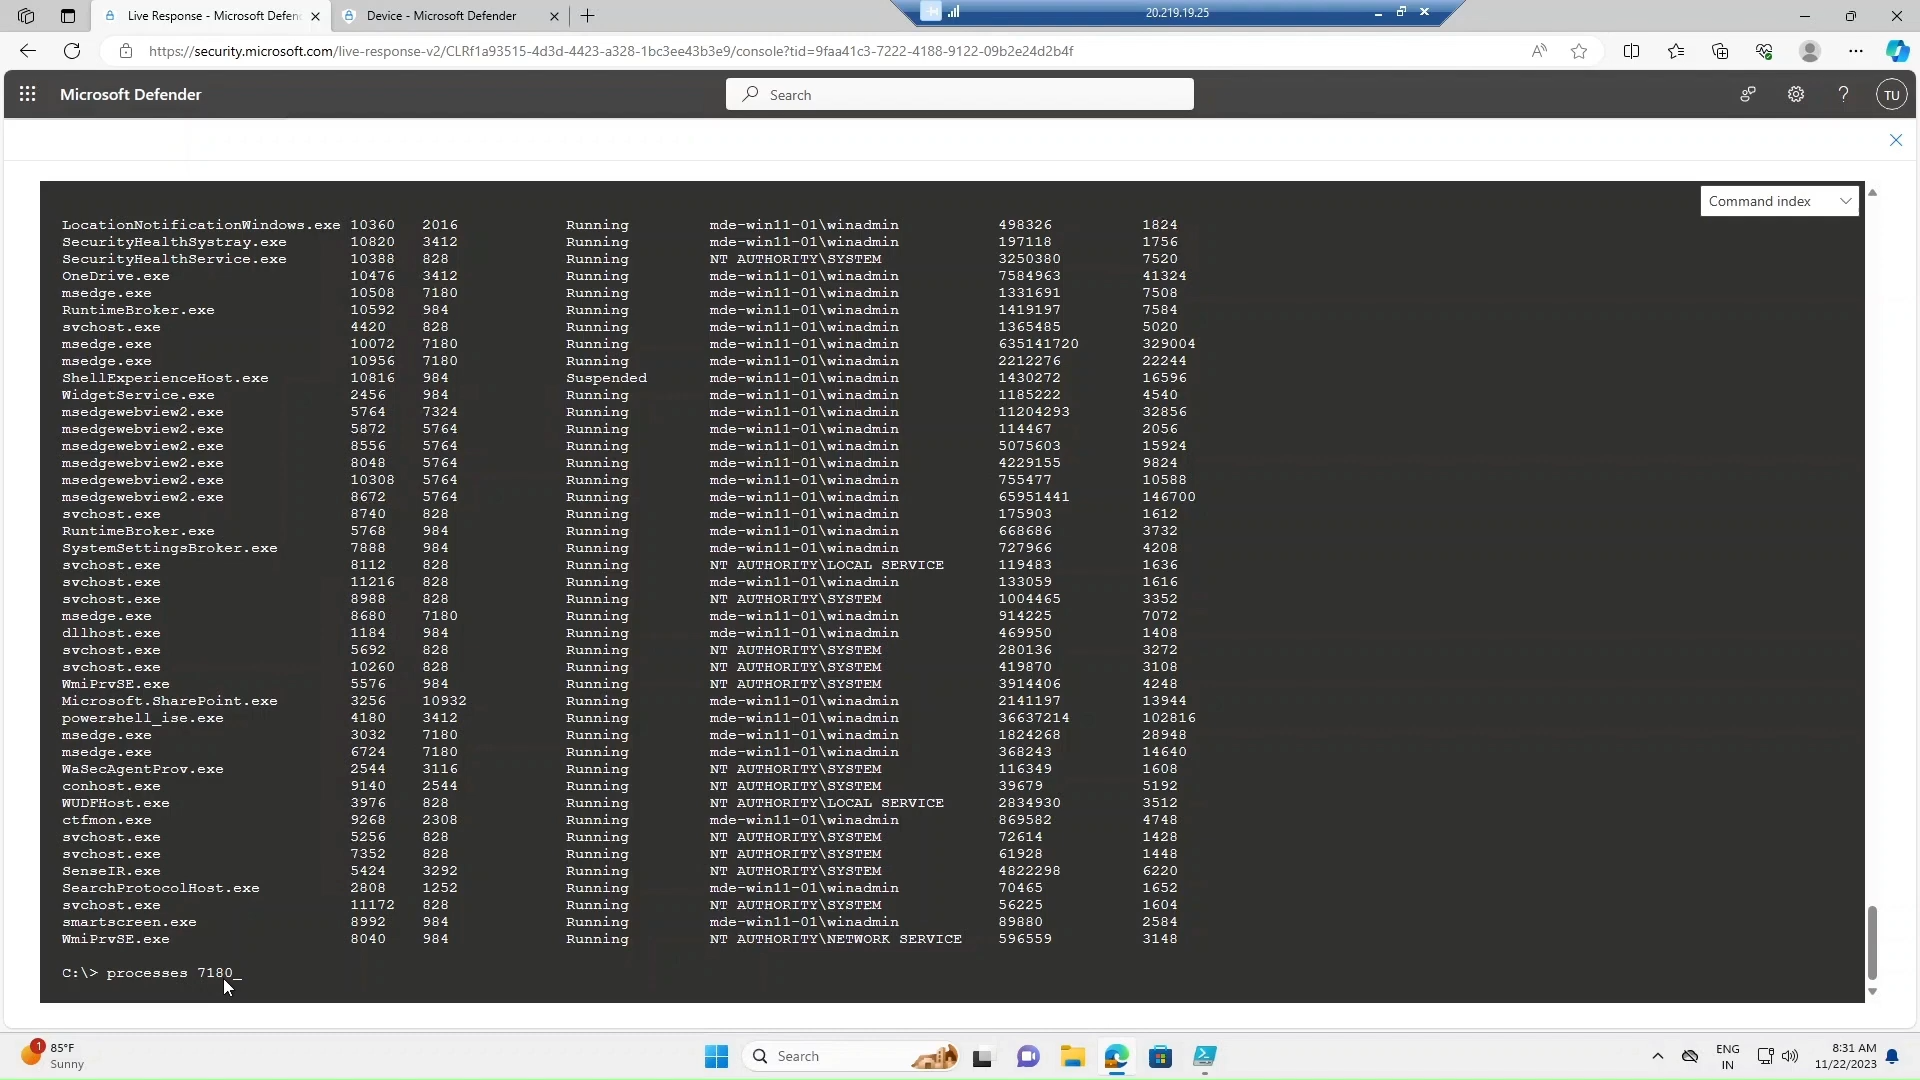 Live Response - Microsoft Defen
Device - Microsoft Defender
20.219.19.25
https://security.microsoft.com/live-response-v2/CLRf1a93515-4d3d-4423-a328-1bc3ee43b3e9/console?tid=9faa41c3-7222-4188-9122-09b2e24d2b4f
Microsoft Defender
Search
TU
Command index
LocationNotificationWindows.exe 10360 2016 Running mde-win11-01\winadmin 498326 1824
SecurityHealthSystray.exe 10820 3412 Running mde-win11-01\winadmin 197118 1756
SecurityHealthService.exe 10388 828 Running NT AUTHORITY\SYSTEM 3250380 7520
OneDrive.exe 10476 3412 Running mde-win11-01\winadmin 7584963 41324
msedge.exe 10508 7180 Running mde-win11-01\winadmin 1331691 7508
RuntimeBroker.exe 10592 984 Running mde-win11-01\winadmin 1419197 7584
svchost.exe 4420 828 Running mde-win11-01\winadmin 1365485 5020
msedge.exe 10072 7180 Running mde-win11-01\winadmin 635141720 329004
msedge.exe 10956 7180 Running mde-win11-01\winadmin 2212276 22244
ShellExperienceHost.exe 10816 984 Suspended mde-win11-01\winadmin 1430272 16596
WidgetService.exe 2456 984 Running mde-win11-01\winadmin 1185222 4540
msedgewebview2.exe 5764 7324 Running mde-win11-01\winadmin 11204293 32856
msedgewebview2.exe 5872 5764 Running mde-win11-01\winadmin 114467 2056
msedgewebview2.exe 8556 5764 Running mde-win11-01\winadmin 5075603 15924
msedgewebview2.exe 8048 5764 Running mde-win11-01\winadmin 4229155 9824
msedgewebview2.exe 10308 5764 Running mde-win11-01\winadmin 755477 10588
msedgewebview2.exe 8672 5764 Running mde-win11-01\winadmin 65951441 146700
svchost.exe 8740 828 Running mde-win11-01\winadmin 175903 1612
RuntimeBroker.exe 5768 984 Running mde-win11-01\winadmin 668686 3732
SystemSettingsBroker.exe 7888 984 Running mde-win11-01\winadmin 727966 4208
svchost.exe 8112 828 Running NT AUTHORITY\LOCAL SERVICE 119483 1636
svchost.exe 11216 828 Running mde-win11-01\winadmin 133059 1616
svchost.exe 8988 828 Running NT AUTHORITY\SYSTEM 1004465 3352
msedge.exe 8680 7180 Running mde-win11-01\winadmin 914225 7072
dllhost.exe 1184 984 Running mde-win11-01\winadmin 469950 1408
svchost.exe 5692 828 Running NT AUTHORITY\SYSTEM 280136 3272
svchost.exe 10260 828 Running NT AUTHORITY\SYSTEM 419870 3108
WmiPrvSE.exe 5576 984 Running NT AUTHORITY\SYSTEM 3914406 4248
Microsoft.SharePoint.exe 3256 10932 Running mde-win11-01\winadmin 2141197 13944
powershell_ise.exe 4180 3412 Running mde-win11-01\winadmin 36637214 102816
msedge.exe 3032 7180 Running mde-win11-01\winadmin 1824268 28948
msedge.exe 6724 7180 Running mde-win11-01\winadmin 368243 14640
WaSecAgentProv.exe 2544 3116 Running NT AUTHORITY\SYSTEM 116349 1608
conhost.exe 9140 2544 Running NT AUTHORITY\SYSTEM 39679 5192
WUDFHost.exe 3976 828 Running NT AUTHORITY\LOCAL SERVICE 2834930 3512
ctfmon.exe 9268 2308 Running mde-win11-01\winadmin 869582 4748
svchost.exe 5256 828 Running NT AUTHORITY\SYSTEM 72614 1428
svchost.exe 7352 828 Running NT AUTHORITY\SYSTEM 61928 1448
SenseIR.exe 5424 3292 Running NT AUTHORITY\SYSTEM 4822298 6220
SearchProtocolHost.exe 2808 1252 Running mde-win11-01\winadmin 70465 1652
svchost.exe 11172 828 Running NT AUTHORITY\SYSTEM 56225 1604
smartscreen.exe 8992 984 Running mde-win11-01\winadmin 89880 2584
WmiPrvSE.exe 8040 984 Running NT AUTHORITY\NETWORK SERVICE 596559 3148
C:\> processes 7180_
1
85°F
Sunny
Search
ENG
IN
8:31 AM
11/22/2023